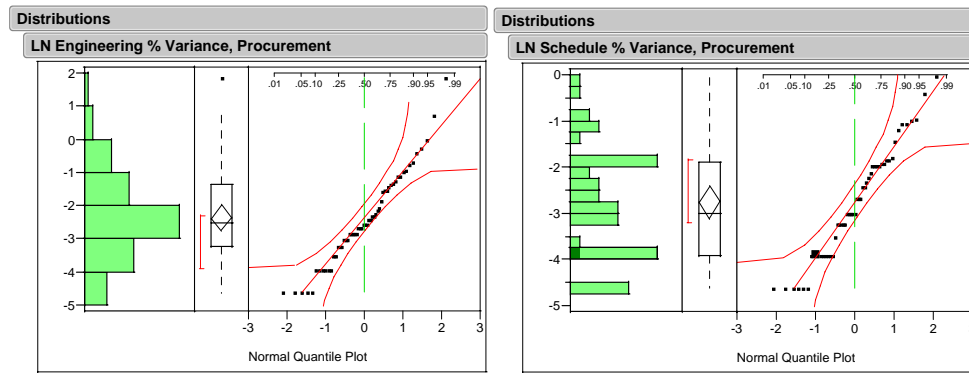 Distributions
LN Engineering % Variance, Procurement
2
1
0
-1
-2
-3
-4
-5
.01 .05 .10 .25 .50 .75 .90 .95 .99
-3 -2 -1 0 1 2 3
Normal Quantile Plot
Distributions
LN Schedule % Variance, Procurement
0
-1
-2
-3
-4
-5
.01 .05 .10 .25 .50 .75 .90 .95 .99
-3 -2 -1 0 1 2
Normal Quantile Plot